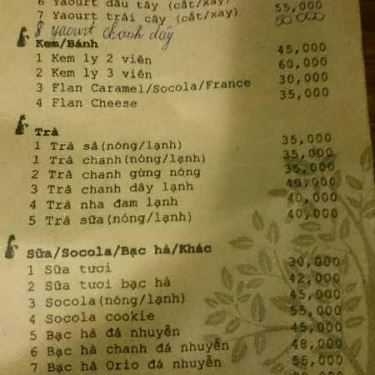 6 Yaourt dâu tây (cắt/xay) 55,000
7 Yaourt trái cây (cắt/xay)
8 Yaourt chanh dây
Kem/Bánh
1 Kem ly 2 viên 45,000
2 Kem ly 3 viên 60,000
3 Flan Caramel/Socola/France 30,000
4 Flan Cheese 35,000
Trà
1 Trà sả(nóng/lạnh) 35,000
1 Trà chanh(nóng/lạnh) 35,000
2 Trà chanh gừng nóng 35,000
3 Trà chanh dây lạnh 40,000
4 Trà nha đam lạnh 40,000
5 Trà sữa(nóng/lạnh) 40,000
Sữa/Socola/Bạc hà/Khác
1 Sữa tươi 30,000
2 Sữa tươi bạc hà 42,000
3 Socola(nóng/lạnh) 45,000
4 Socola cookie 55,000
5 Bạc hà đá nhuyễn 45,000
6 Bạc hà chanh đá nhuyễn 48,000
7 Bạc hà Orio đá nhuyễn 55,000